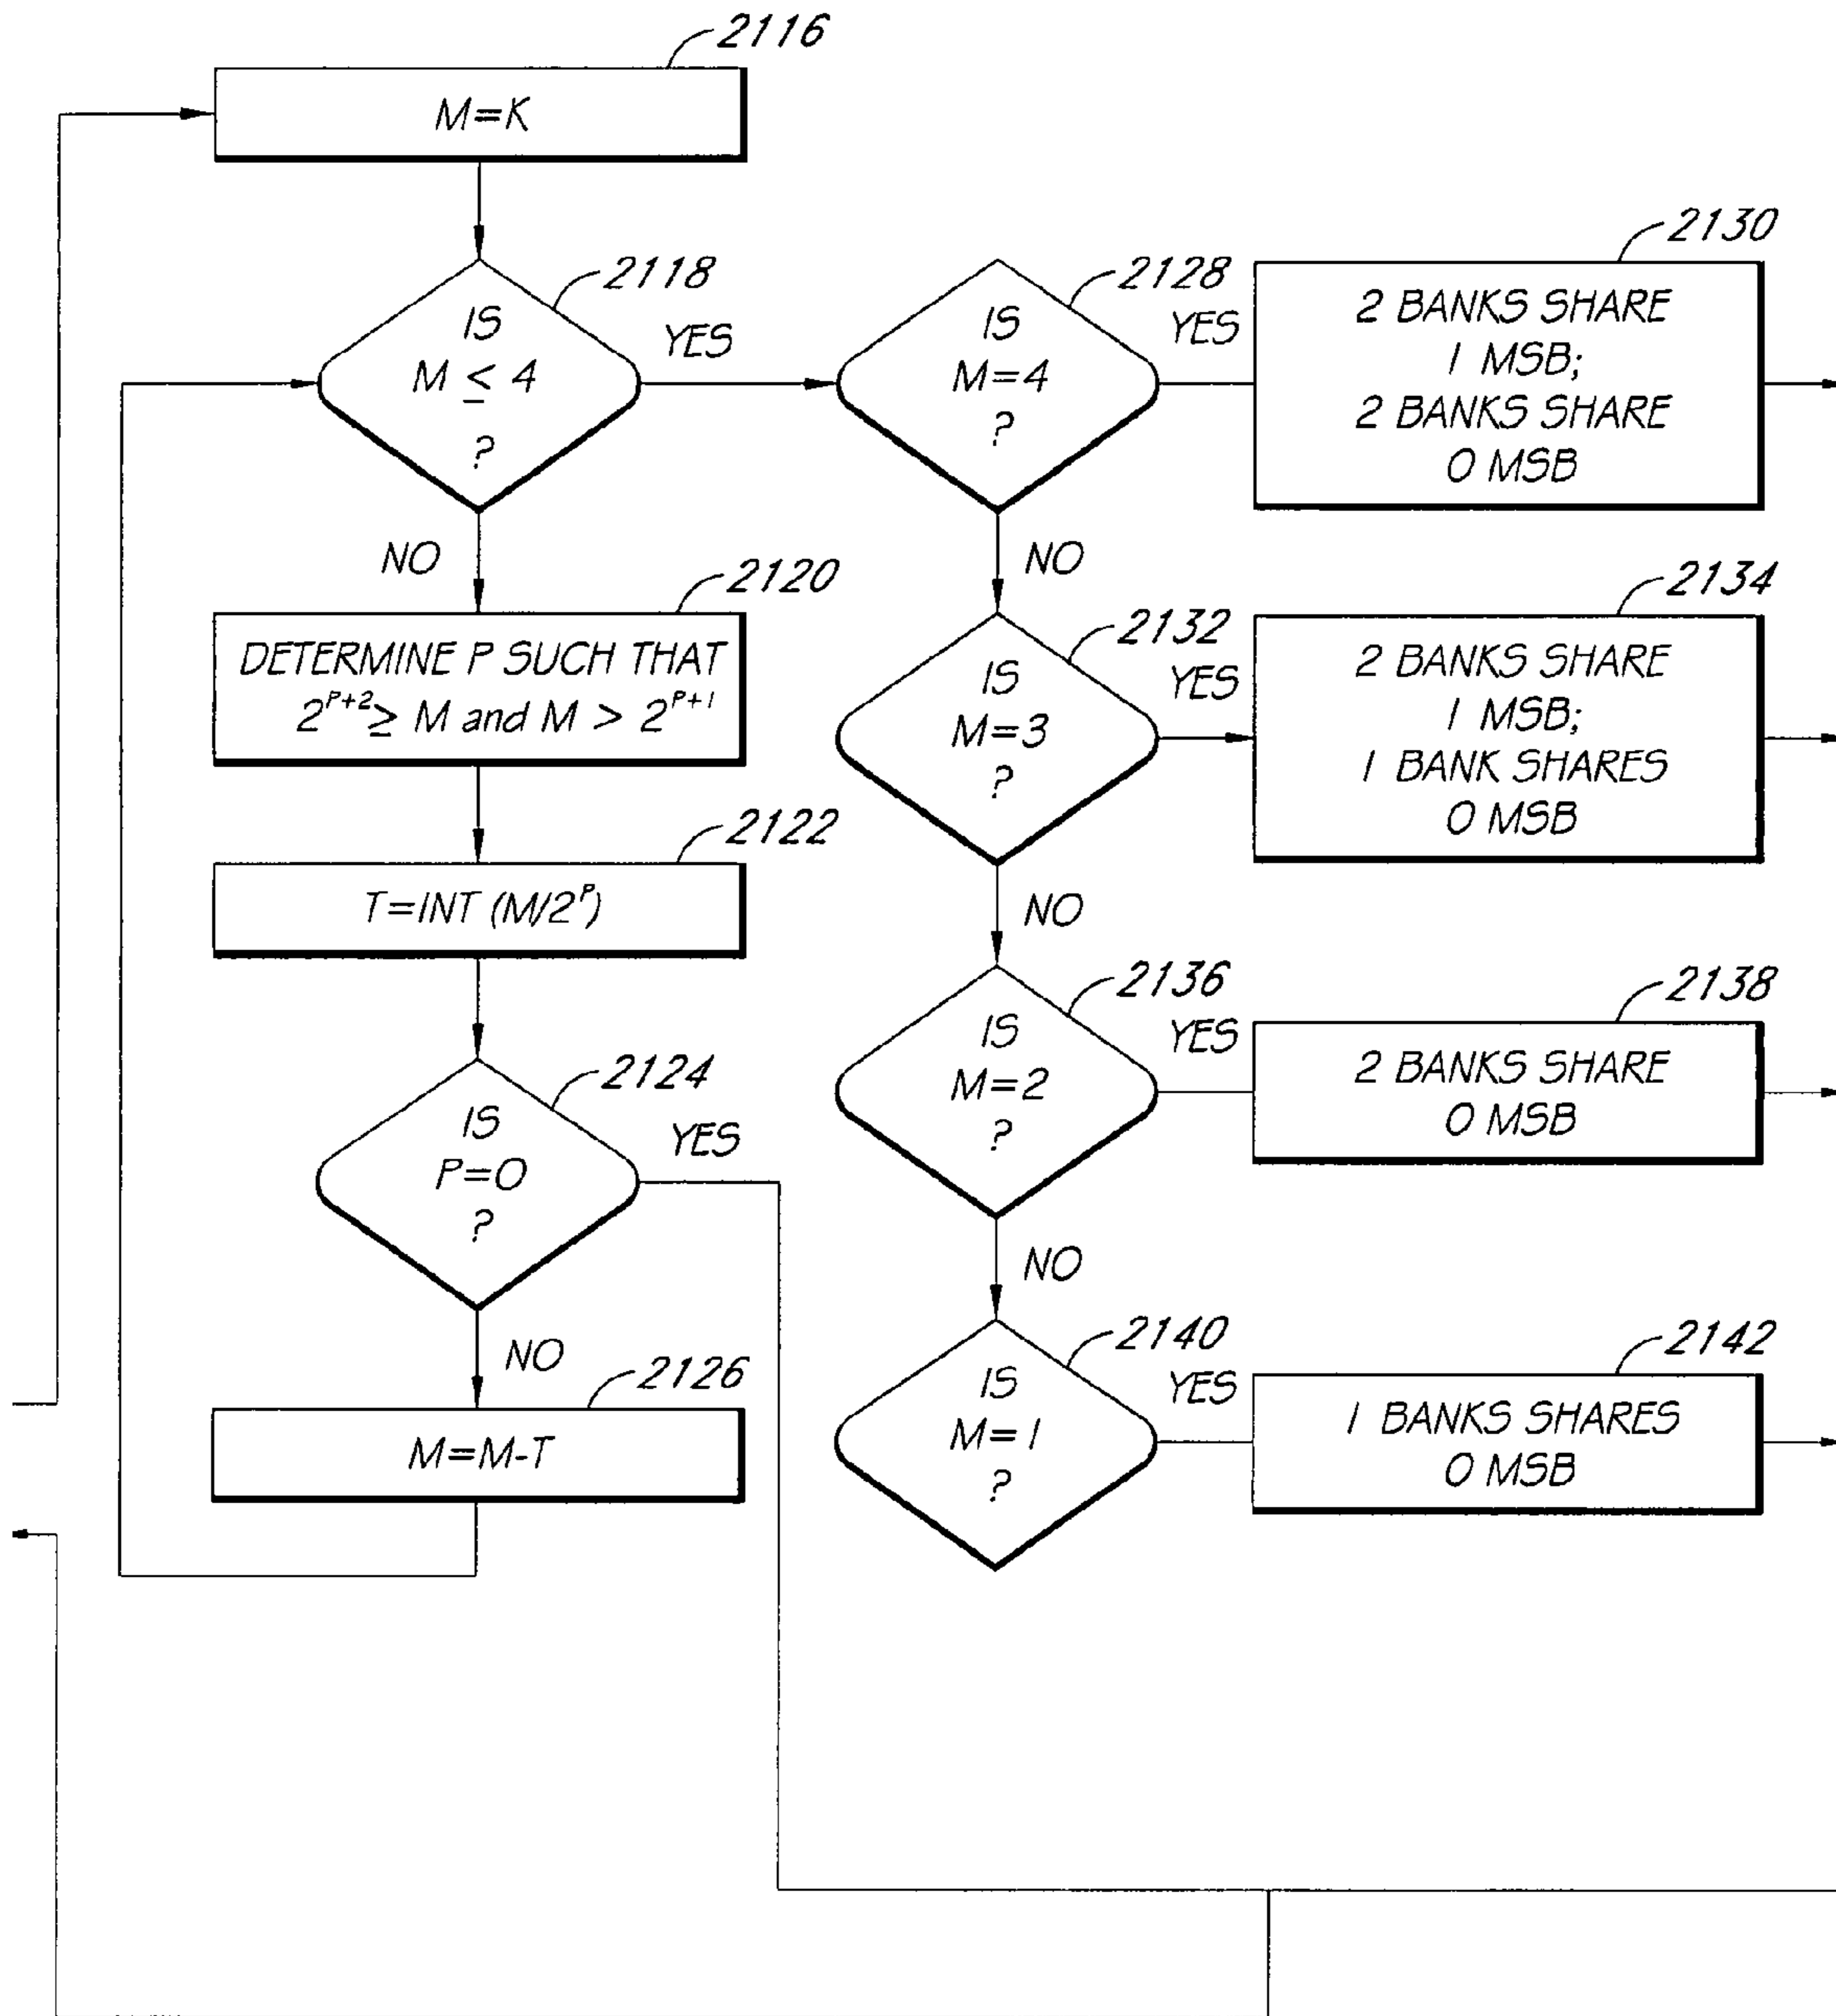 2116
M=K
2118
IS
M ≤ 4
?
YES
NO
2120
DETERMINE P SUCH THAT
2^{P+2} ≥ M and M > 2^{P+1}
2122
T=INT (M/2^P)
2124
IS
P=0
?
YES
NO
2126
M=M-T
2128
IS
M=4
?
YES
NO
2130
2 BANKS SHARE
1 MSB;
2 BANKS SHARE
0 MSB
2132
IS
M=3
?
YES
NO
2134
2 BANKS SHARE
1 MSB;
1 BANK SHARES
0 MSB
2136
IS
M=2
?
YES
NO
2138
2 BANKS SHARE
0 MSB
2140
IS
M=1
?
YES
2142
1 BANKS SHARES
0 MSB